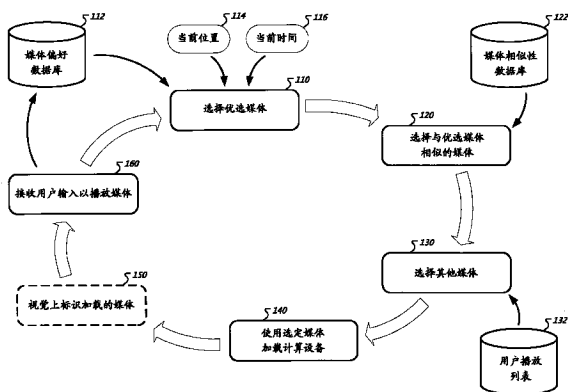 112
媒体偏好
数据库
114
当前位置
116
当前时间
122
媒体相似性
数据库
110
选择优选媒体
120
选择与优选媒体
相似的媒体
160
接收用户输入以播放媒体
130
选择其他媒体
150
视觉上标识加载的媒体
140
使用选定媒体
加载计算设备
132
用户播放
列表